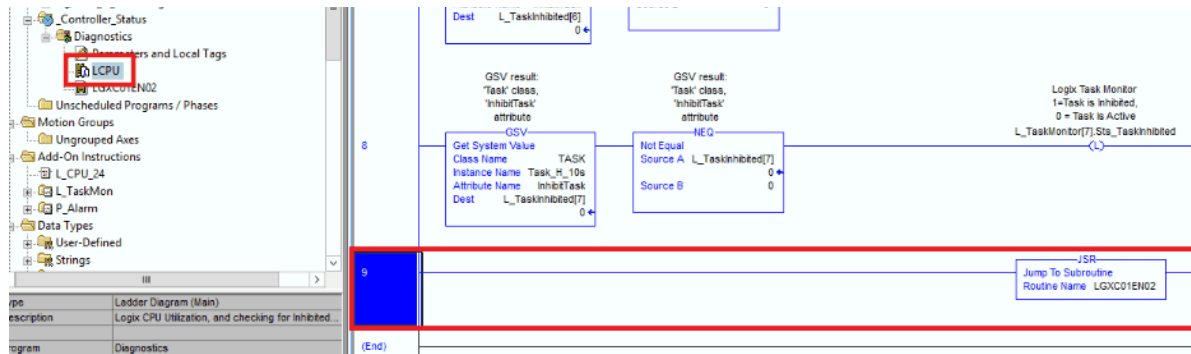 _Controller_Status
Diagnostics
Parameters and Local Tags
LCPU
LGXC01EN02
Unscheduled Programs / Phases
Motion Groups
Ungrouped Axes
Add-On Instructions
L_CPU_24
L_TaskMon
P_Alarm
Data Types
User-Defined
Strings
Type
Ladder Diagram (Main)
Description
Logix CPU Utilization, and checking for Inhibited...
Program
Diagnostics
Dest L_TaskInhibited[6]
0
8
GSV result:
'Task' class,
'InhibitTask'
attribute
GSV
Get System Value
Class Name TASK
Instance Name Task_H_10s
Attribute Name InhibitTask
Dest L_TaskInhibited[7]
0
GSV result:
'Task' class,
'InhibitTask'
attribute
NEQ
Not Equal
Source A L_TaskInhibited[7]
0
Source B 0
Logix Task Monitor
1=Task is Inhibited,
0 = Task is Active
L_TaskMonitor[7].Sts_TaskInhibited
L
9
JSR
Jump To Subroutine
Routine Name LGXC01EN02
(End)